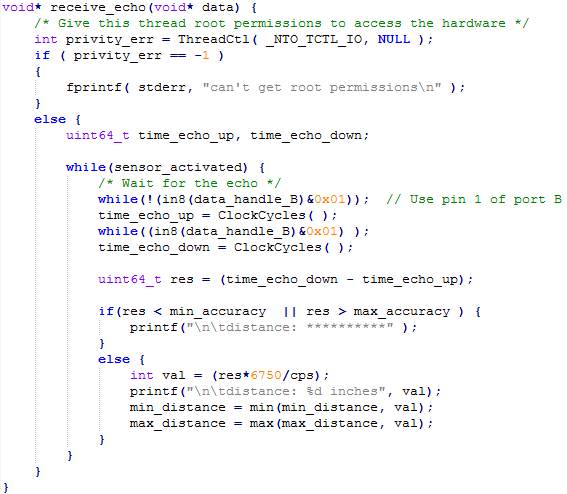 void* receive_echo(void* data) {
    /* Give this thread root permissions to access the hardware */
    int privity_err = ThreadCtl( _NTO_TCTL_IO, NULL );
    if ( privity_err == -1 )
    {
        fprintf( stderr, "can't get root permissions\n" );
    }
    else {
        uint64_t time_echo_up, time_echo_down;

        while(sensor_activated) {
            /* Wait for the echo */
            while(!(in8(data_handle_B)&0x01));  // Use pin 1 of port B
            time_echo_up = ClockCycles( );
            while((in8(data_handle_B)&0x01) );
            time_echo_down = ClockCycles( );

            uint64_t res = (time_echo_down - time_echo_up);

            if(res < min_accuracy  || res > max_accuracy ) {
                printf("\n\tdistance: **********" );
            }
            else {
                int val = (res*6750/cps);
                printf("\n\tdistance: %d inches", val);
                min_distance = min(min_distance, val);
                max_distance = max(max_distance, val);
            }
        }
    }
}